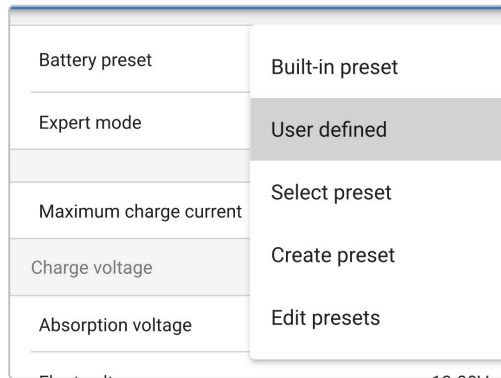 Battery preset
Built-in preset
Expert mode
User defined
Select preset
Maximum charge current
Create preset
Charge voltage
Edit presets
Absorption voltage